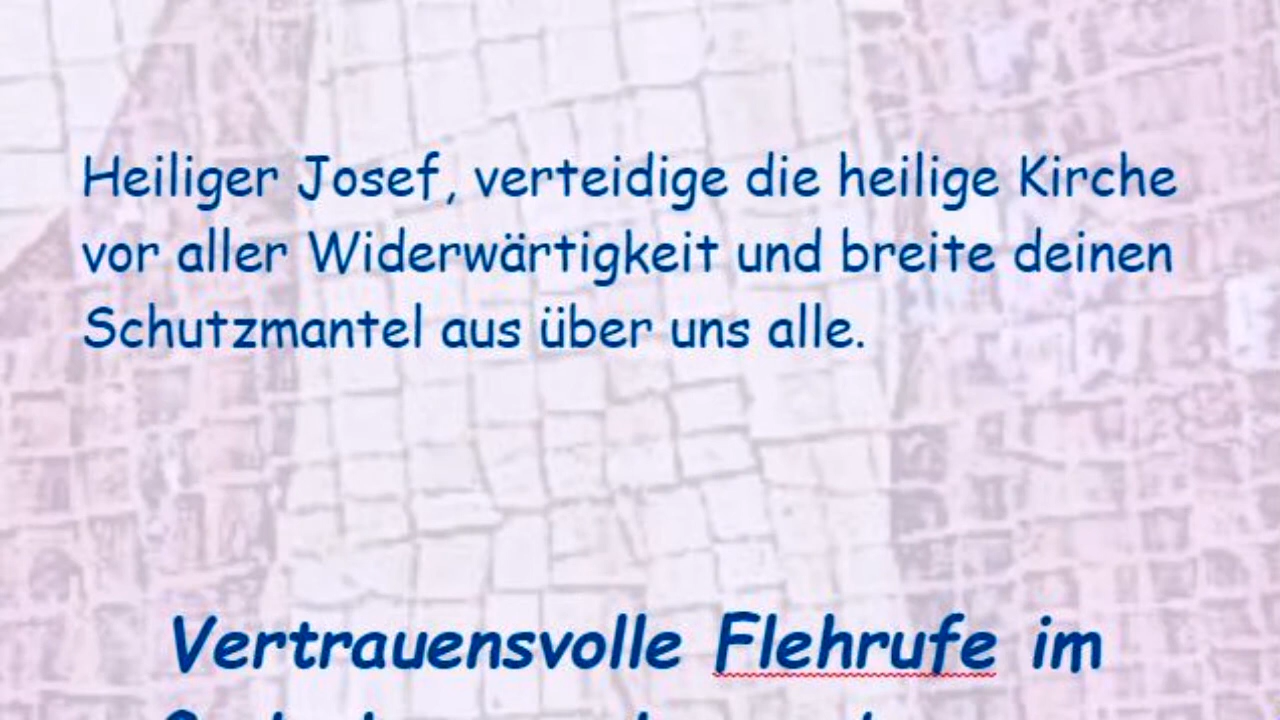 Heiliger Josef, verteidige die heilige Kirche
vor aller Widerwärtigkeit und breite deinen
Schutzmantel aus über uns alle.
Vertrauensvolle Flehrufe im